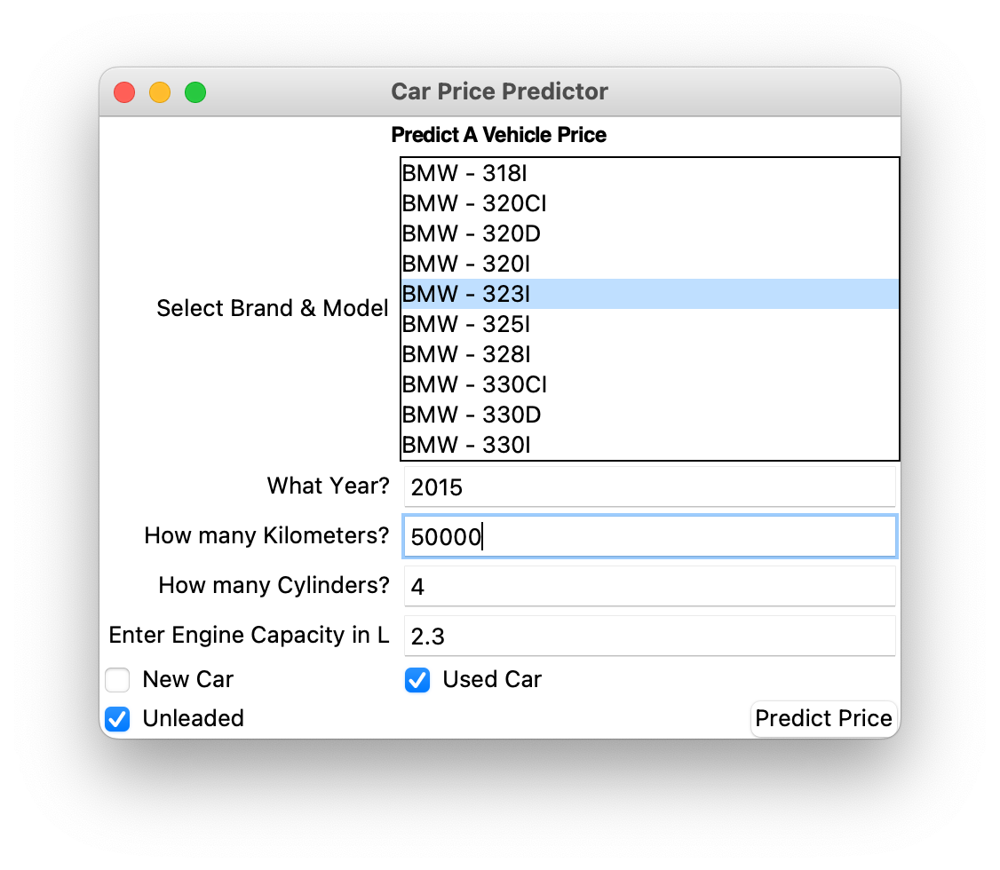 Car Price Predictor
Predict A Vehicle Price
Select Brand & Model
BMW - 318I
BMW - 320CI
BMW - 320D
BMW - 320I
BMW - 323I
BMW - 325I
BMW - 328I
BMW - 330CI
BMW - 330D
BMW - 330I
What Year? 2015
How many Kilometers? 50000
How many Cylinders? 4
Enter Engine Capacity in L 2.3
New Car Used Car
Unleaded Predict Price